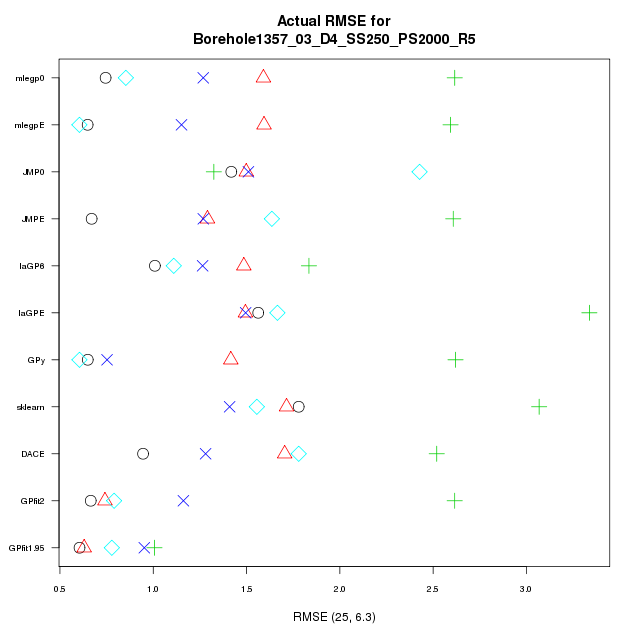 Actual RMSE for
Borehole1357_03_D4_SS250_PS2000_R5
mlegp0
mlegpE
JMP0
JMPE
laGP6
laGPE
GPy
sklearn
DACE
GPfit2
GPfit1.95
0.5 1.0 1.5 2.0 2.5 3.0
RMSE (25, 6.3)